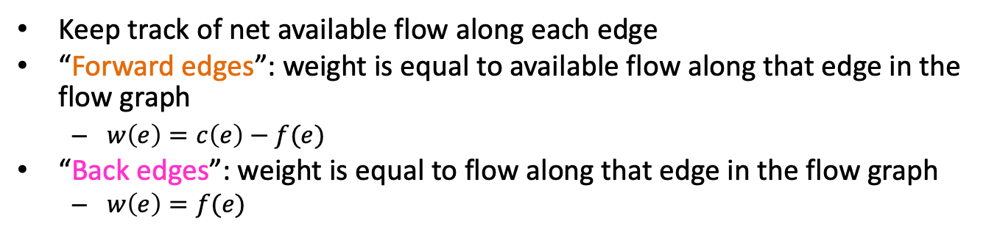 • Keep track of net available flow along each edge
• “Forward edges”: weight is equal to available flow along that edge in the
flow graph
– w(e) = c(e) − f(e)
• “Back edges”: weight is equal to flow along that edge in the flow graph
– w(e) = f(e)